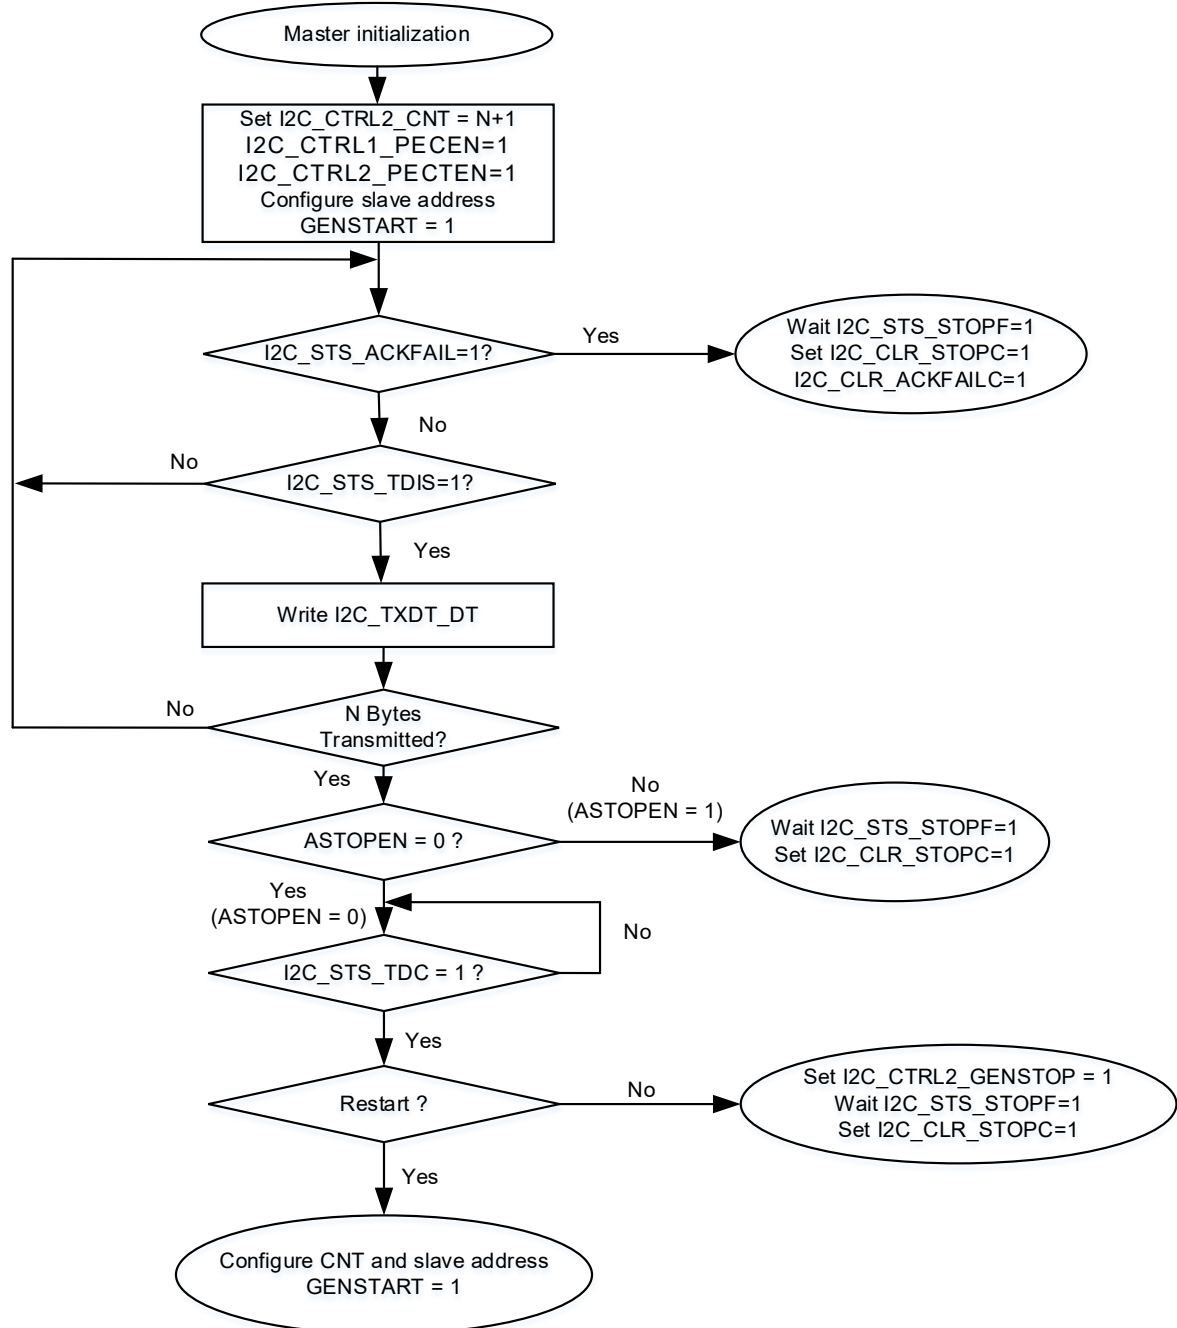 Master initialization
Set I2C_CTRL2_CNT = N+1
I2C_CTRL1_PECEN=1
I2C_CTRL2_PECTEN=1
Configure slave address
GENSTART = 1
I2C_STS_ACKFAIL=1?
Yes
Wait I2C_STS_STOPF=1
Set I2C_CLR_STOPC=1
I2C_CLR_ACKFAILC=1
No
No
I2C_STS_TDIS=1?
Yes
Write I2C_TXDT_DT
No
N Bytes
Transmitted?
Yes
No
(ASTOPEN = 1)
ASTOPEN = 0 ?
Wait I2C_STS_STOPF=1
Set I2C_CLR_STOPC=1
Yes
(ASTOPEN = 0)
No
I2C_STS_TDC = 1 ?
Yes
Restart ?
No
Set I2C_CTRL2_GENSTOP = 1
Wait I2C_STS_STOPF=1
Set I2C_CLR_STOPC=1
Yes
Configure CNT and slave address
GENSTART = 1